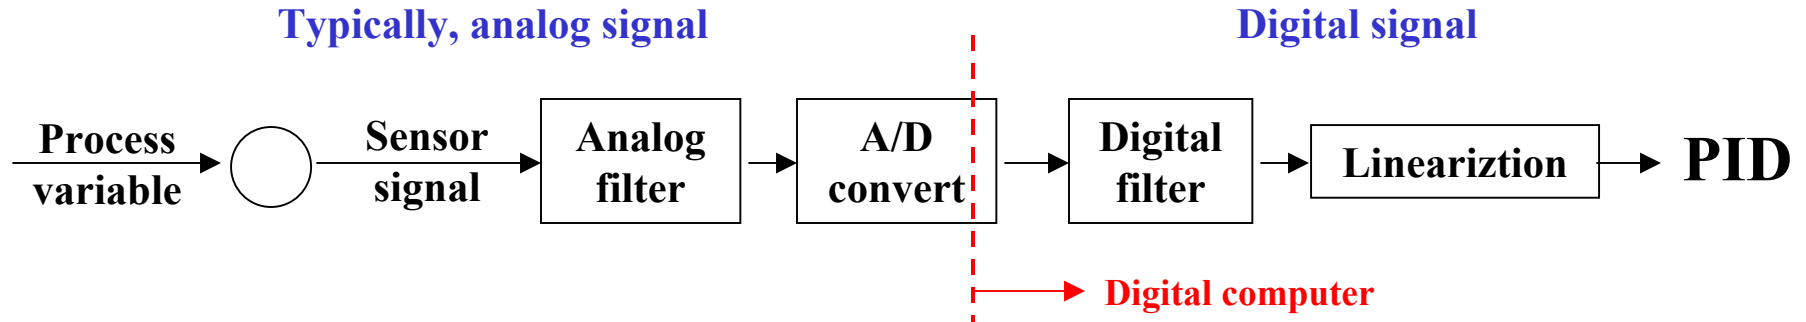 Typically, analog signal
Digital signal
Process
variable
Sensor
signal
Analog
filter
A/D
convert
Digital
filter
Lineariztion
PID
Digital computer